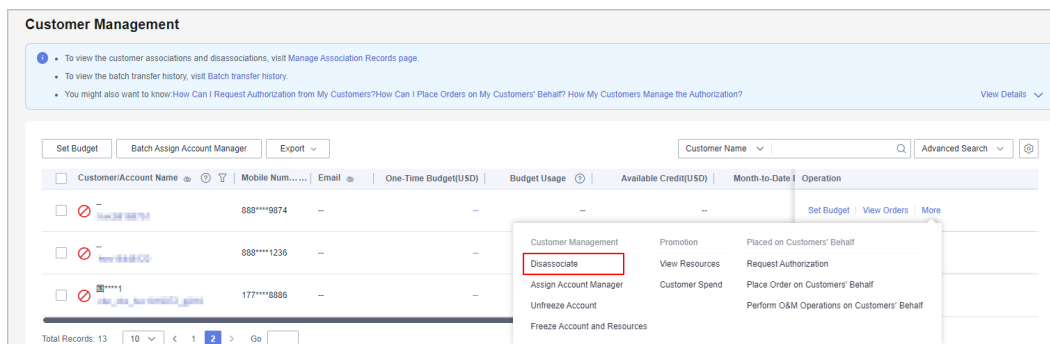 Customer Management
To view the customer associations and disassociations, visit Manage Association Records page.
To view the batch transfer history, visit Batch transfer history.
You might also want to know:How Can I Request Authorization from My Customers?How Can I Place Orders on My Customers' Behalf? How My Customers Manage the Authorization?
View Details
Set Budget Batch Assign Account Manager Export Customer Name Advanced Search
Customer/Account Name Mobile Num... ... Email One-Time Budget(USD) Budget Usage Available Credit(USD) Month-to-Date Operation
--
888****9874 -- -- -- -- Set Budget View Orders More
--
888****1236 -- --
国****1
177****8886 -- --
Customer Management Promotion Placed on Customers' Behalf
Disassociate View Resources Request Authorization
Assign Account Manager Customer Spend Place Order on Customers' Behalf
Unfreeze Account Perform O&M Operations on Customers' Behalf
Freeze Account and Resources
Total Records: 13 10 < 1 2 > Go